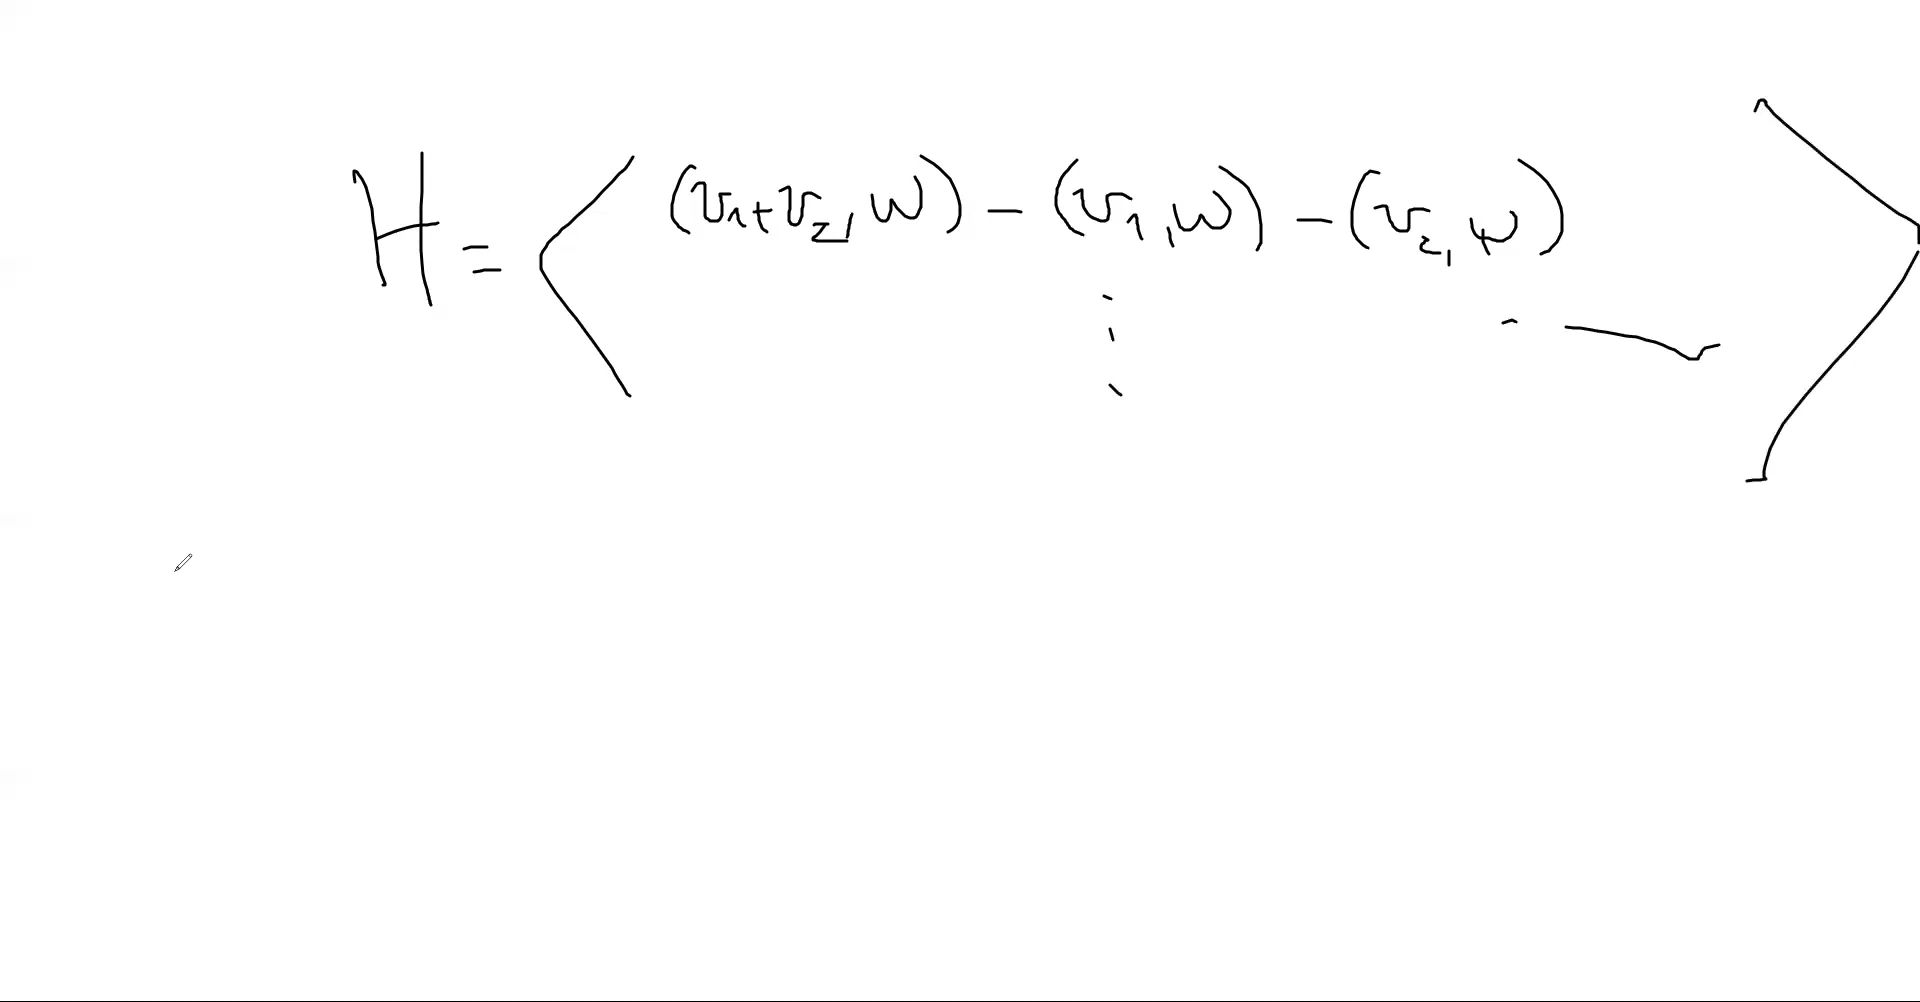 H = ⟨ (v₁+v₂, w) − (v₁, w) − (v₂, w) ⟩